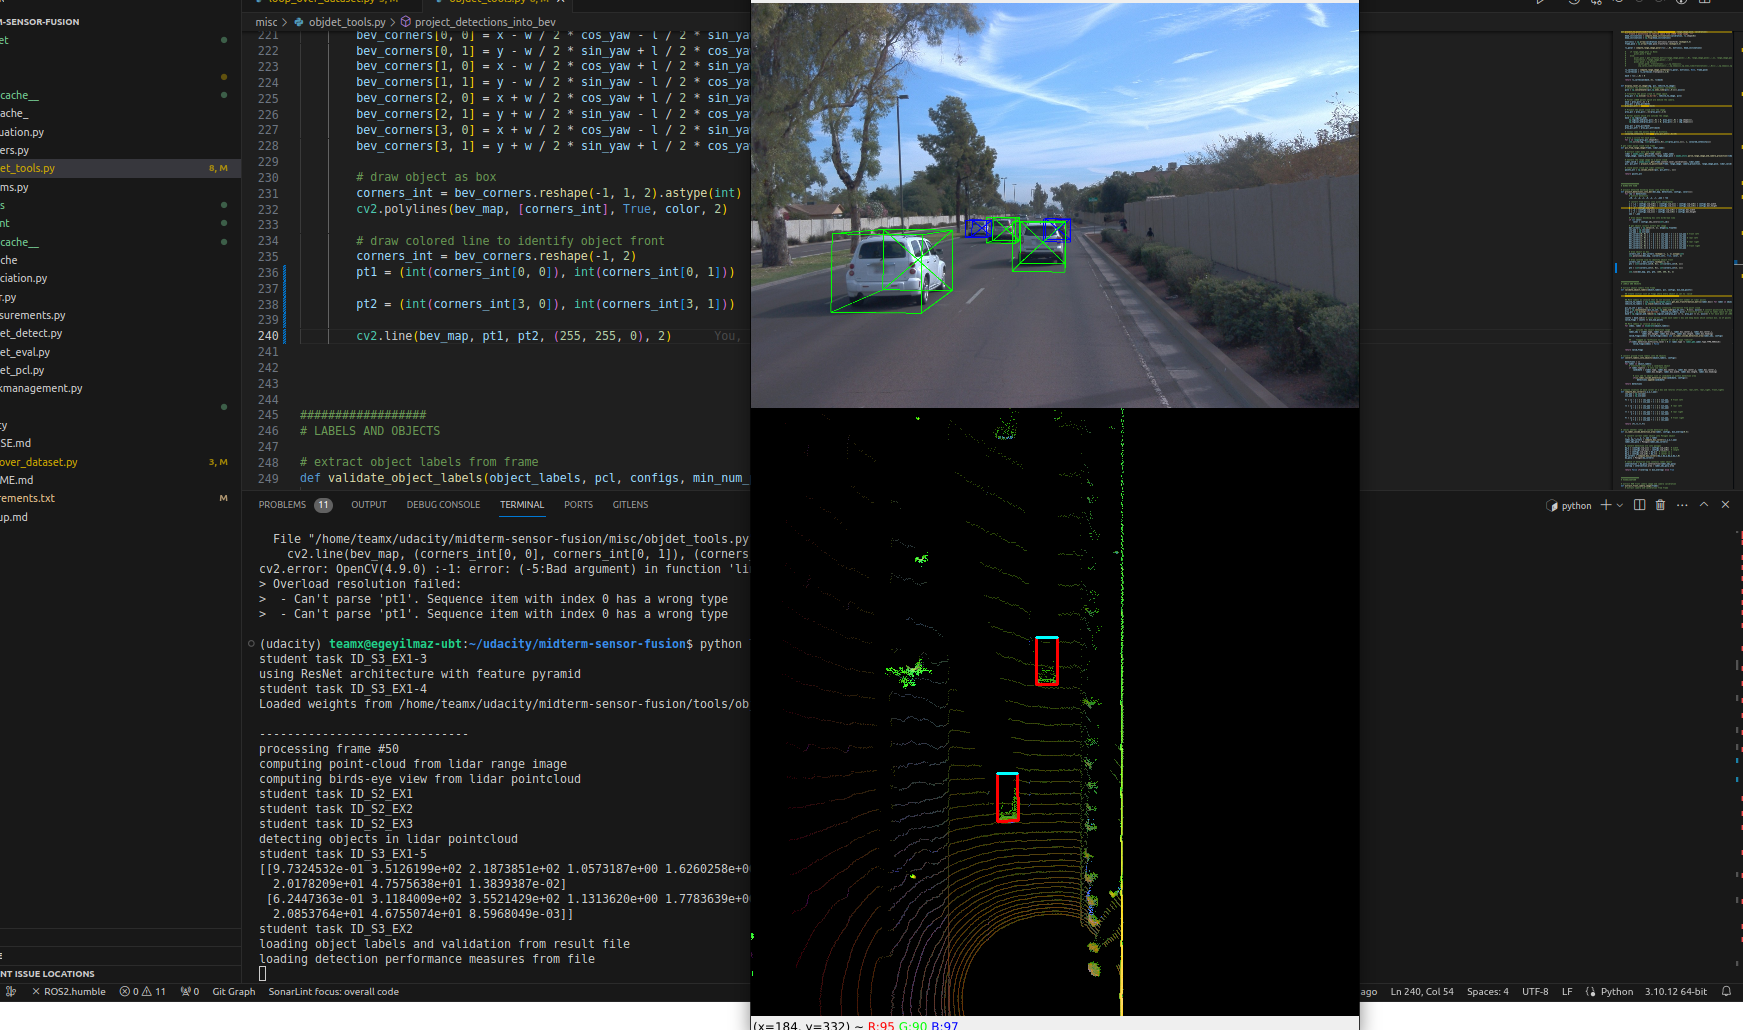 M-SENSOR-FUSION
et
cache__
ache_
uation.py
ers.py
et_tools.py 8, M
ms.py
s
nt
cache__
ciation.py
r.py
surements.py
et_detect.py
et_eval.py
et_pcl.py
kmanagement.py
ty
SE.md
over_dataset.py 3, M
ME.md
rements.txt M
up.md
NT ISSUE LOCATIONS
misc > objdet_tools.py > project_detections_into_bev
221 bev_corners[0, 0] = x - w / 2 * cos_yaw - l / 2 * sin_ya
222 bev_corners[0, 1] = y - w / 2 * sin_yaw + l / 2 * cos_ya
223 bev_corners[1, 0] = x - w / 2 * cos_yaw + l / 2 * sin_ya
224 bev_corners[1, 1] = y - w / 2 * sin_yaw - l / 2 * cos_ya
225 bev_corners[2, 0] = x + w / 2 * cos_yaw + l / 2 * sin_ya
226 bev_corners[2, 1] = y + w / 2 * sin_yaw - l / 2 * cos_ya
227 bev_corners[3, 0] = x + w / 2 * cos_yaw - l / 2 * sin_ya
228 bev_corners[3, 1] = y + w / 2 * sin_yaw + l / 2 * cos_ya
229
230 # draw object as box
231 corners_int = bev_corners.reshape(-1, 1, 2).astype(int)
232 cv2.polylines(bev_map, [corners_int], True, color, 2)
233
234 # draw colored line to identify object front
235 corners_int = bev_corners.reshape(-1, 2)
236 pt1 = (int(corners_int[0, 0]), int(corners_int[0, 1]))
237
238 pt2 = (int(corners_int[3, 0]), int(corners_int[3, 1]))
239
240 cv2.line(bev_map, pt1, pt2, (255, 255, 0), 2) You,
241
242
243
244
245 ##################
246 # LABELS AND OBJECTS
247
248 # extract object labels from frame
249 def validate_object_labels(object_labels, pcl, configs, min_num_
PROBLEMS 11 OUTPUT DEBUG CONSOLE TERMINAL PORTS GITLENS
python
File "/home/teamx/udacity/midterm-sensor-fusion/misc/objdet_tools.py
cv2.line(bev_map, (corners_int[0, 0], corners_int[0, 1]), (corners_
cv2.error: OpenCV(4.9.0) :-1: error: (-5:Bad argument) in function 'li
> Overload resolution failed:
> - Can't parse 'pt1'. Sequence item with index 0 has a wrong type
> - Can't parse 'pt1'. Sequence item with index 0 has a wrong type
(udacity) teamx@egeyilmaz-ubt:~/udacity/midterm-sensor-fusion$ python
student task ID_S3_EX1-3
using ResNet architecture with feature pyramid
student task ID_S3_EX1-4
Loaded weights from /home/teamx/udacity/midterm-sensor-fusion/tools/ob
------------------------------
processing frame #50
computing point-cloud from lidar range image
computing birds-eye view from lidar pointcloud
student task ID_S2_EX1
student task ID_S2_EX2
student task ID_S2_EX3
detecting objects in lidar pointcloud
student task ID_S3_EX1-5
[[9.7324532e-01 3.5126199e+02 2.1873851e+02 1.0573187e+00 1.6260258e+0
2.0178209e+01 4.7575638e+01 1.3839387e-02]
[6.2447363e-01 3.1184009e+02 3.5521429e+02 1.1313620e+00 1.7783639e+0
2.0853764e+01 4.6755074e+01 8.5968049e-03]]
student task ID_S3_EX2
loading object labels and validation from result file
loading detection performance measures from file
ROS2.humble 0 11 0 Git Graph SonarLint focus: overall code
ago Ln 240, Col 54 Spaces: 4 UTF-8 LF Python 3.10.12 64-bit
(x=184, y=332) ~ R:95 G:90 B:97